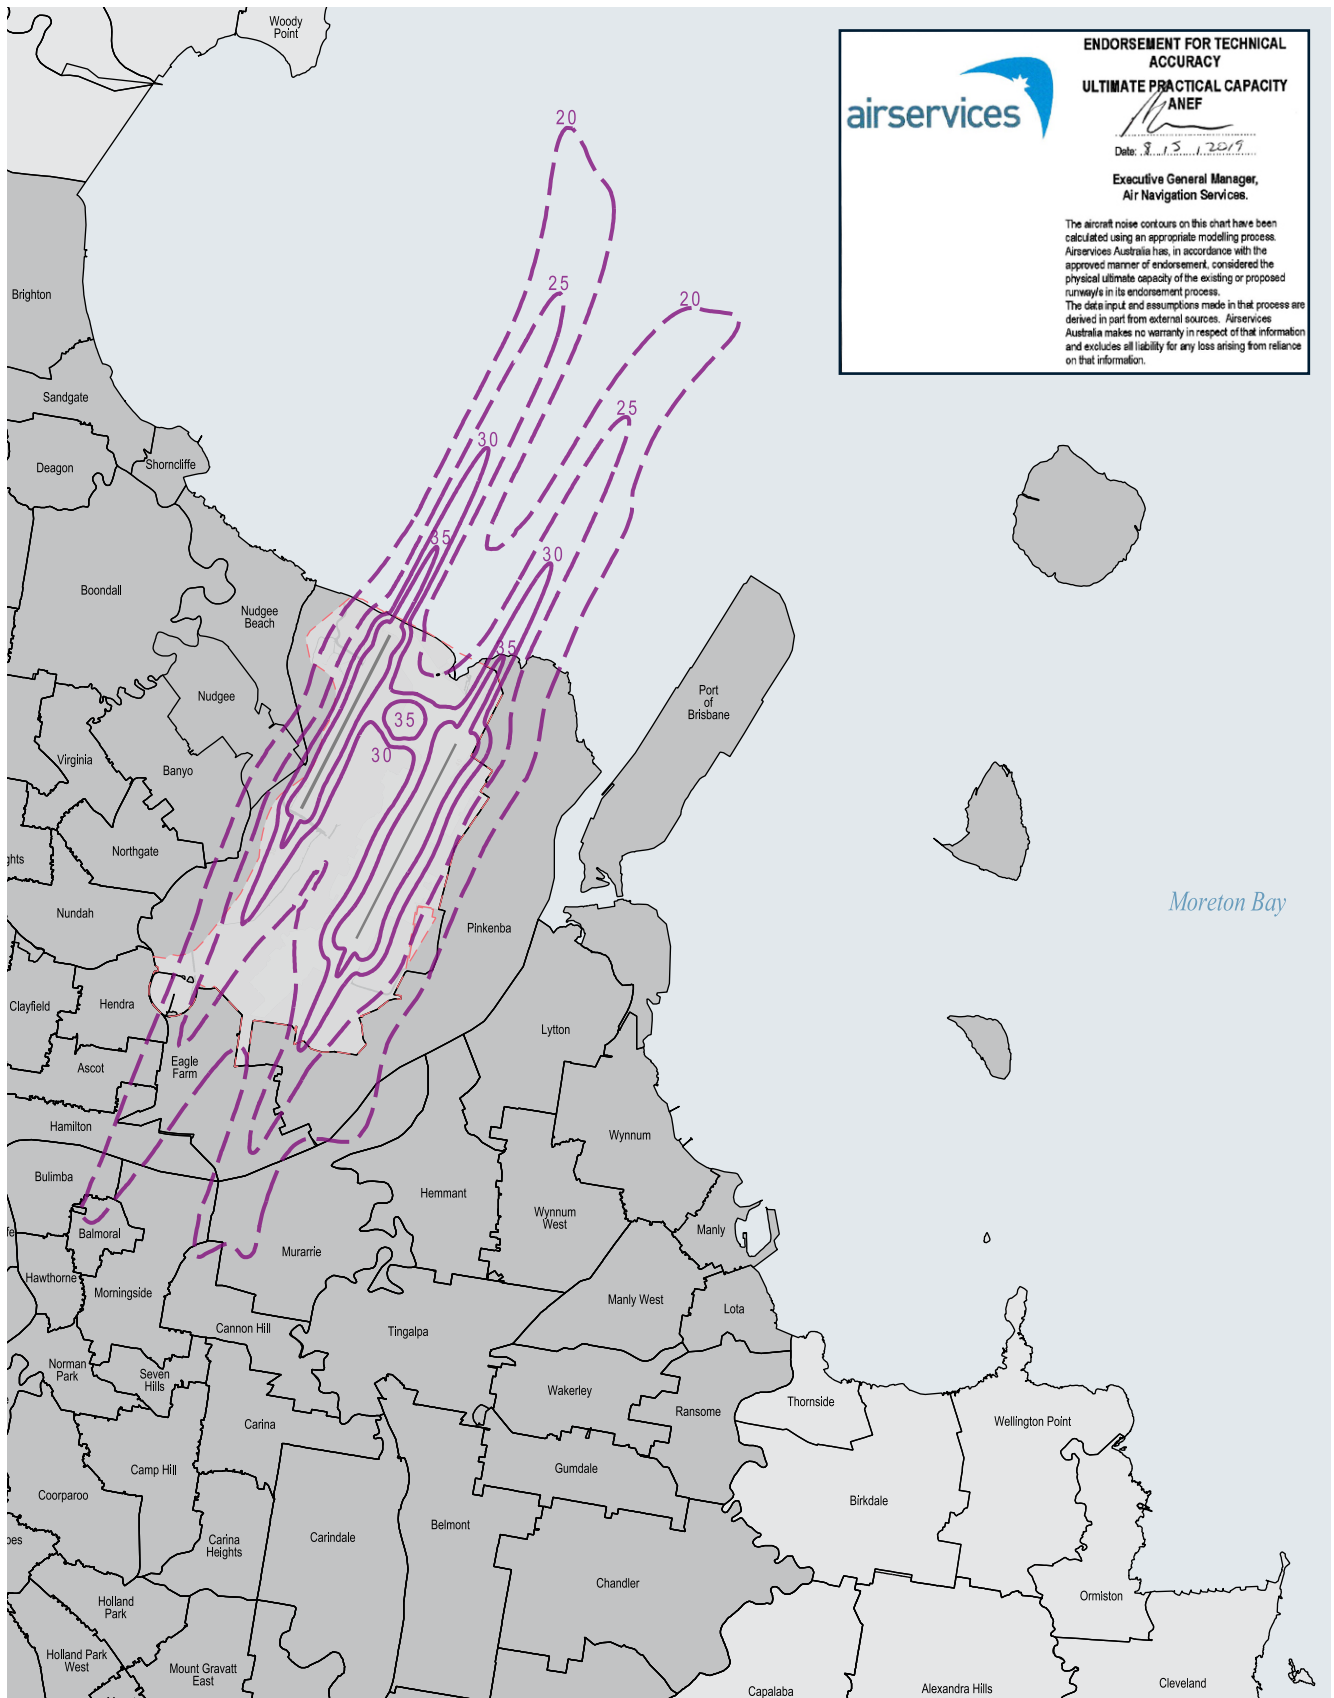 Woody
Point
airservices
ENDORSEMENT FOR TECHNICAL
ACCURACY
ULTIMATE PRACTICAL CAPACITY
ANEF
Date: 8 / 5 / 2019
Executive General Manager,
Air Navigation Services.
The aircraft noise contours on this chart have been
calculated using an appropriate modelling process.
Airservices Australia has, in accordance with the
approved manner of endorsement, considered the
physical ultimate capacity of the existing or proposed
runway/s in its endorsement process.
The data input and assumptions made in that process are
derived in part from external sources. Airservices
Australia makes no warranty in respect of that information
and excludes all liability for any loss arising from reliance
on that information.
20
25
20
Brighton
Sandgate
25
30
Deagon
Shorncliffe
35
30
Boondall
Nudgee
Beach
35
Nudgee
Port
of
Brisbane
35
30
Virginia
Banyo
Northgate
ghts
Nundah
Pinkenba
Moreton Bay
Clayfield
Hendra
Lytton
Ascot
Eagle
Farm
Hamilton
Wynnum
Bulimba
Hemmant
Wynnum
West
Manly
fe
Balmoral
Murarrie
Hawthorne
Morningside
Manly West
Lota
Cannon Hill
Tingalpa
Norman
Park
Seven
Hills
Wakerley
Ransome
Thornside
Wellington Point
Carina
Camp Hill
Gumdale
Coorparoo
Birkdale
Belmont
Carindale
Carina
Heights
oes
Chandler
Ormiston
Holland
Park
Holland Park
West
Mount Gravatt
East
Capalaba
Alexandra Hills
Cleveland